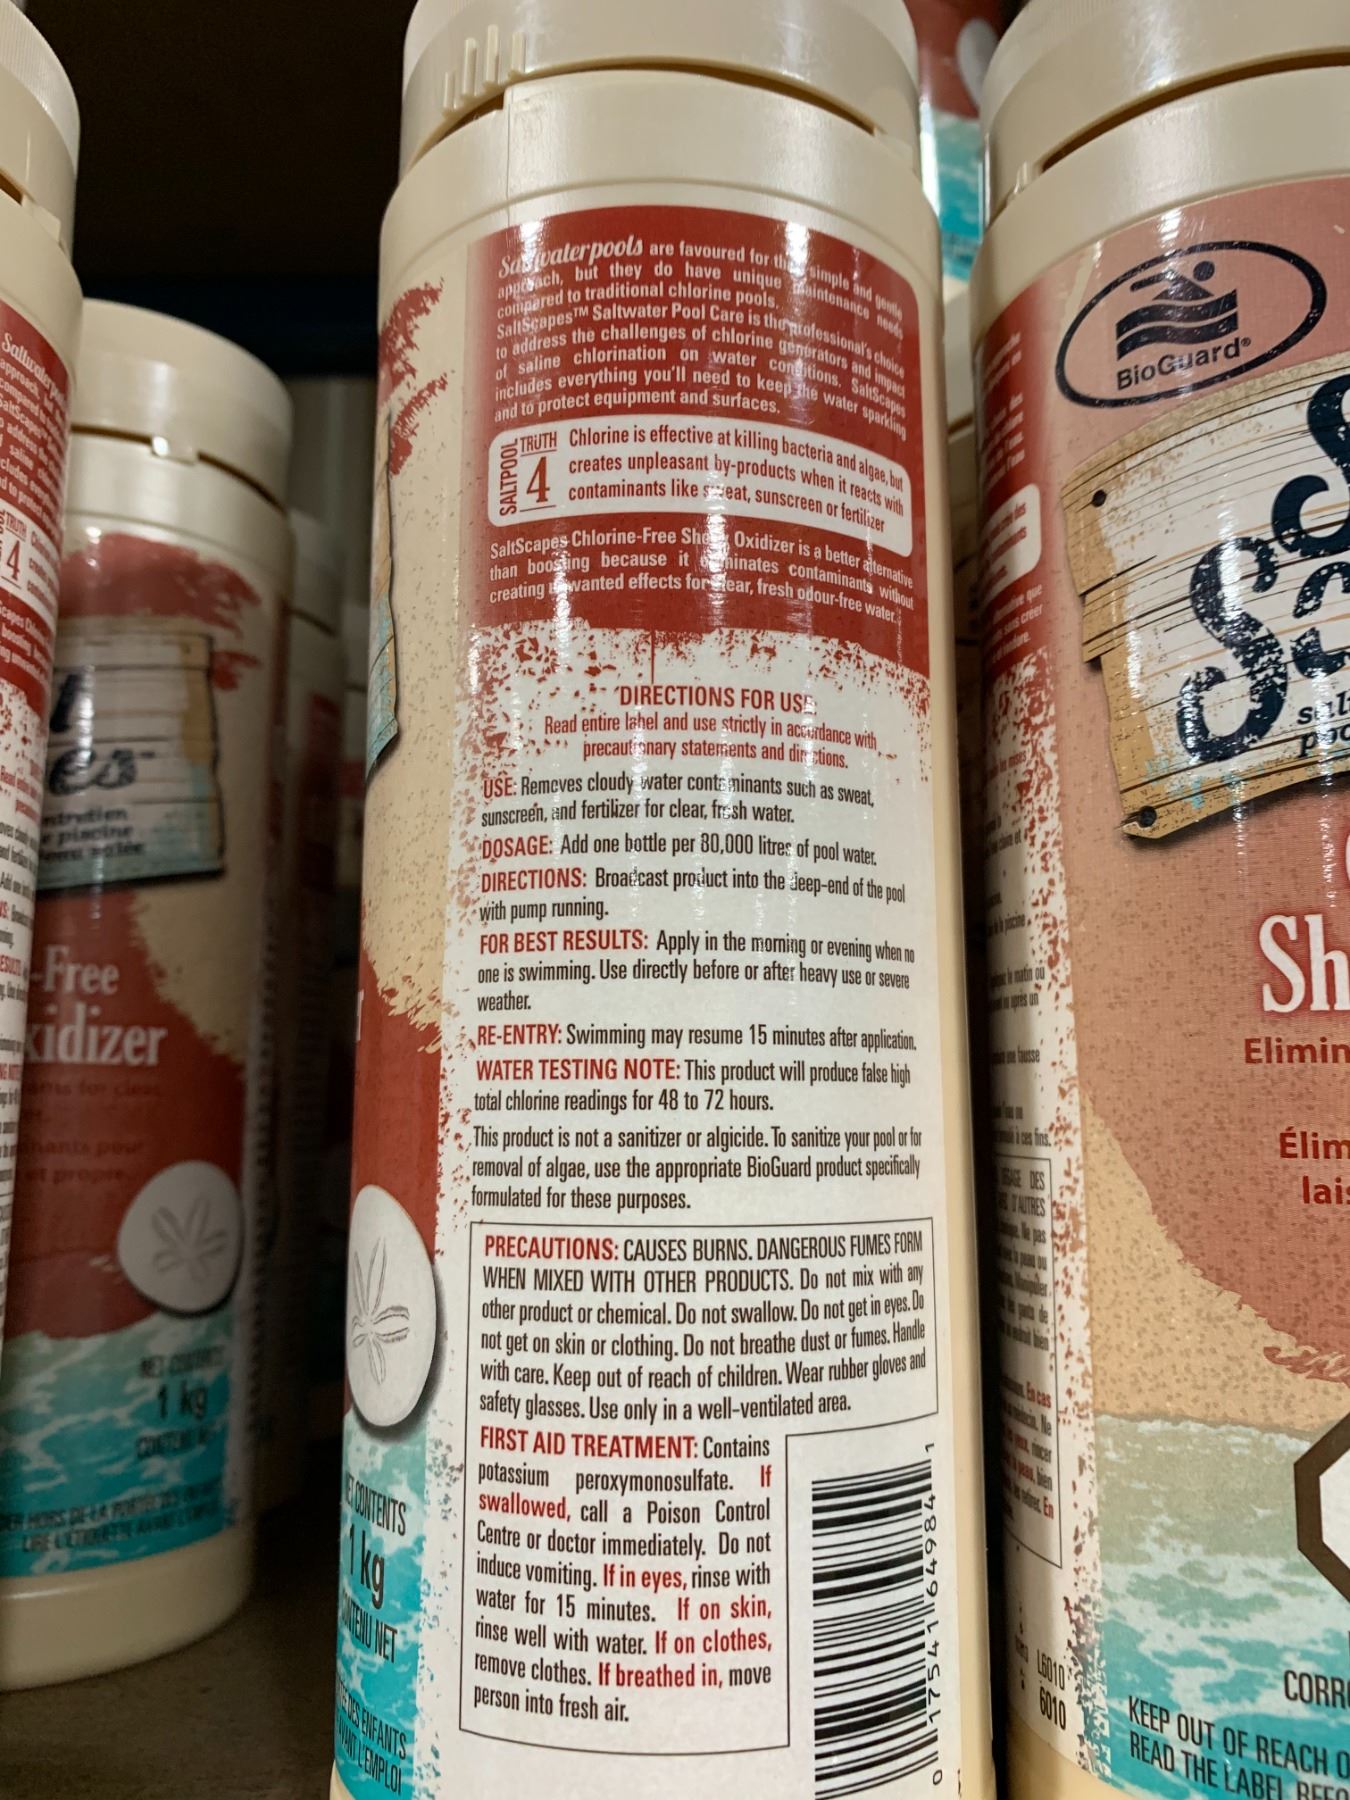 Saltwater pools are favoured for the simple and gentle
approach, but they do have unique maintenance needs
compared to traditional chlorine pools.
SaltScapes™ Saltwater Pool Care is the professional's choice
to address the challenges of chlorine generators and impact
of saline chlorination on water conditions. SaltScapes
includes everything you'll need to keep the water sparkling
and to protect equipment and surfaces.
SALTPOOL TRUTH 4
Chlorine is effective at killing bacteria and algae, but
creates unpleasant by-products when it reacts with
contaminants like sweat, sunscreen or fertilizer
SaltScapes Chlorine-Free Shock Oxidizer is a better alternative
than boosting because it eliminates contaminants without
creating unwanted effects for clear, fresh odour-free water.
DIRECTIONS FOR USE
Read entire label and use strictly in accordance with
precautionary statements and directions.
USE: Removes cloudy water contaminants such as sweat,
sunscreen, and fertilizer for clear, fresh water.
DOSAGE: Add one bottle per 80,000 litres of pool water.
DIRECTIONS: Broadcast product into the deep-end of the pool
with pump running.
FOR BEST RESULTS: Apply in the morning or evening when no
one is swimming. Use directly before or after heavy use or severe
weather.
RE-ENTRY: Swimming may resume 15 minutes after application.
WATER TESTING NOTE: This product will produce false high
total chlorine readings for 48 to 72 hours.
This product is not a sanitizer or algicide. To sanitize your pool or for
removal of algae, use the appropriate BioGuard product specifically
formulated for these purposes.
PRECAUTIONS: CAUSES BURNS. DANGEROUS FUMES FORM
WHEN MIXED WITH OTHER PRODUCTS. Do not mix with any
other product or chemical. Do not swallow. Do not get in eyes. Do
not get on skin or clothing. Do not breathe dust or fumes. Handle
with care. Keep out of reach of children. Wear rubber gloves and
safety glasses. Use only in a well-ventilated area.
FIRST AID TREATMENT: Contains
potassium peroxymonosulfate. If
swallowed, call a Poison Control
Centre or doctor immediately. Do not
induce vomiting. If in eyes, rinse with
water for 15 minutes. If on skin,
rinse well with water. If on clothes,
remove clothes. If breathed in, move
person into fresh air.
0 17541 64984 1
NET CONTENTS
1 kg
CONTENU NET
DES ENFANTS
AVANT L'EMPLOI
-Free
NET CONTENTS
1 kg
BioGuard®
Sh
Elimin
Élim
L6010
6010
CORRO
KEEP OUT OF REACH O
READ THE LABEL BEFO